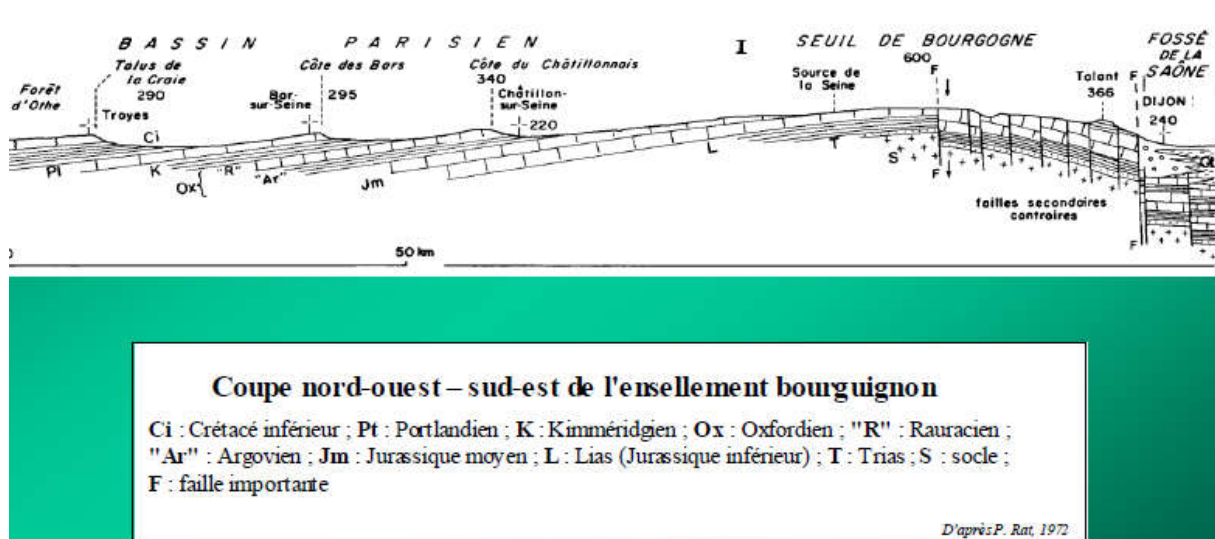 BASSIN PARISIEN
I
SEUIL DE BOURGOGNE
FOSSÉ
DE LA
SAÔNE
Forêt
d'Othe
Talus de
la Craie
290
Troyes
Côte des Bars
Bar-
sur-Seine
295
Côte du Châtillonnais
340
Châtillon-
sur-Seine
220
Source de
la Seine
600
F
Talant
366
F
DIJON
240
Ci
Pt
K
Ox
"R"
"Ar"
Jm
L
T
S
F
failles secondaires
contraires
F
50 km
Coupe nord-ouest – sud-est de l'ensellement bourguignon
Ci : Crétacé inférieur ; Pt : Portlandien ; K : Kimméridgien ; Ox : Oxfordien ; "R" : Rauracien ;
"Ar" : Argovien ; Jm : Jurassique moyen ; L : Lias (Jurassique inférieur) ; T : Trias ; S : socle ;
F : faille importante
D'après P. Rat, 1972